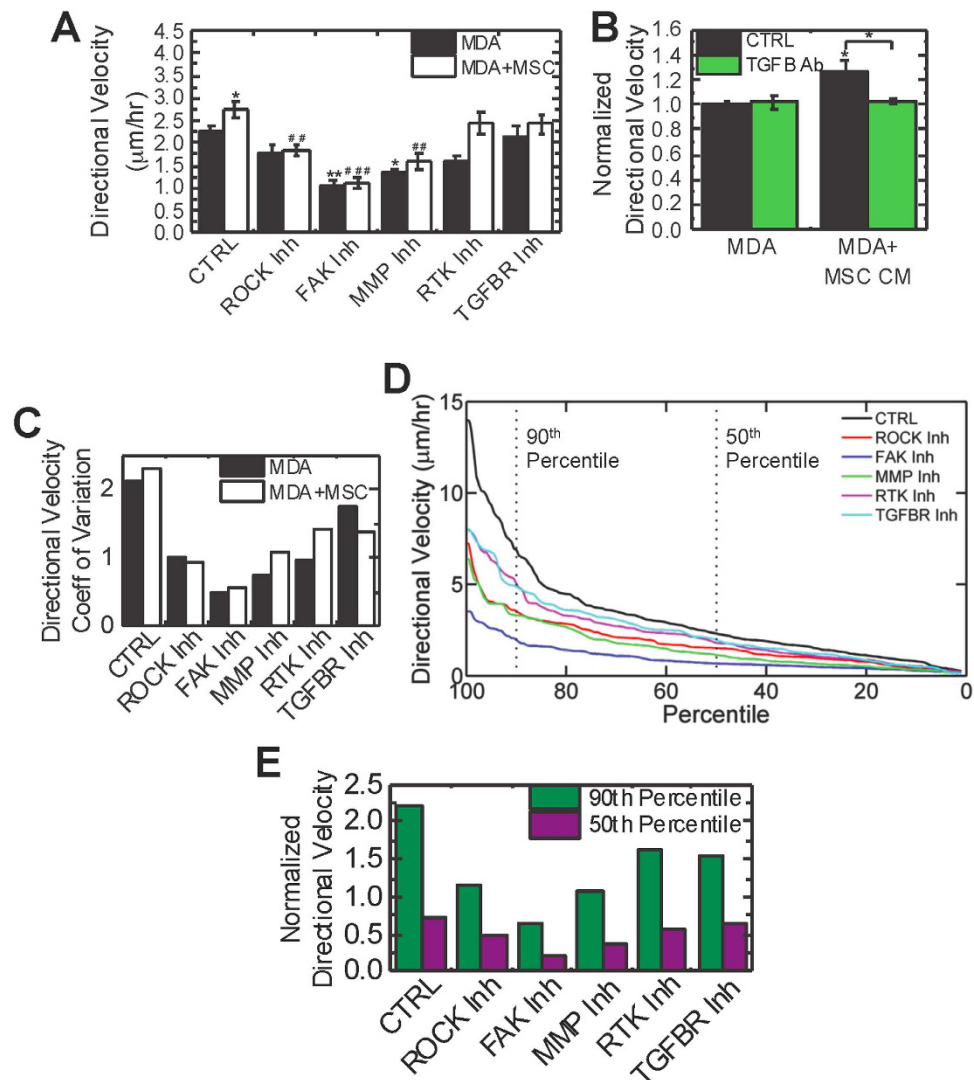 A
Directional Velocity
(µm/hr)
4.5
4.0
3.5
3.0
2.5
2.0
1.5
1.0
0.5
0.0
MDA
MDA+MSC
*
##
** ###
* ##
CTRL
ROCK Inh
FAK Inh
MMP Inh
RTK Inh
TGFBR Inh
B
Normalized
Directional Velocity
1.6
1.4
1.2
1.0
0.8
0.6
0.4
0.2
0.0
CTRL
TGFB Ab
*
*
MDA
MDA+
MSC CM
C
Directional Velocity
Coeff of Variation
2
1
0
MDA
MDA +MSC
CTRL
ROCK Inh
FAK Inh
MMP Inh
RTK Inh
TGFBR Inh
D
Directional Velocity (µm/hr)
15
10
5
0
90th
Percentile
50th
Percentile
CTRL
ROCK Inh
FAK Inh
MMP Inh
RTK Inh
TGFBR Inh
100 80 60 40 20 0
Percentile
E
Normalized
Directional Velocity
2.5
2.0
1.5
1.0
0.5
0.0
90th Percentile
50th Percentile
CTRL
ROCK Inh
FAK Inh
MMP Inh
RTK Inh
TGFBR Inh